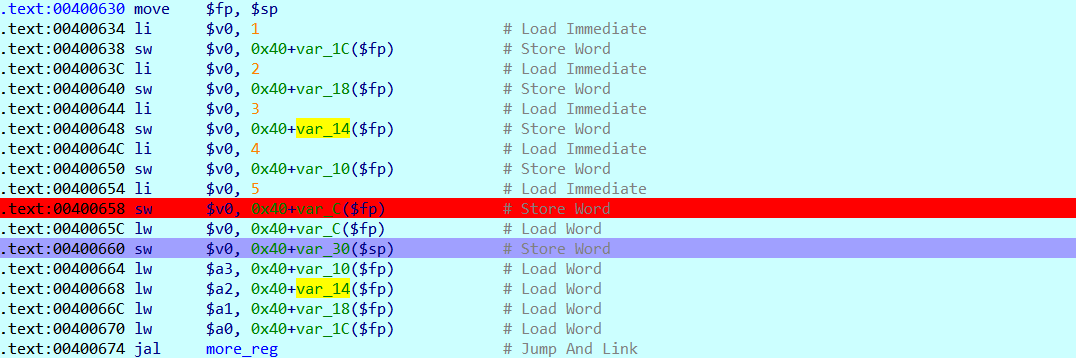 .text:00400630 move $fp, $sp
.text:00400634 li $v0, 1 # Load Immediate
.text:00400638 sw $v0, 0x40+var_1C($fp) # Store Word
.text:0040063C li $v0, 2 # Load Immediate
.text:00400640 sw $v0, 0x40+var_18($fp) # Store Word
.text:00400644 li $v0, 3 # Load Immediate
.text:00400648 sw $v0, 0x40+var_14($fp) # Store Word
.text:0040064C li $v0, 4 # Load Immediate
.text:00400650 sw $v0, 0x40+var_10($fp) # Store Word
.text:00400654 li $v0, 5 # Load Immediate
.text:00400658 sw $v0, 0x40+var_C($fp) # Store Word
.text:0040065C lw $v0, 0x40+var_C($fp) # Load Word
.text:00400660 sw $v0, 0x40+var_30($sp) # Store Word
.text:00400664 lw $a3, 0x40+var_10($fp) # Load Word
.text:00400668 lw $a2, 0x40+var_14($fp) # Load Word
.text:0040066C lw $a1, 0x40+var_18($fp) # Load Word
.text:00400670 lw $a0, 0x40+var_1C($fp) # Load Word
.text:00400674 jal more_reg # Jump And Link